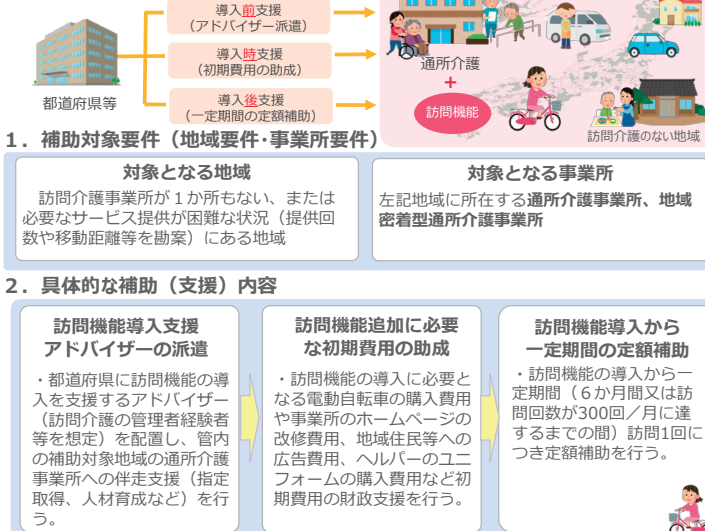 導入前支援
（アドバイザー派遣）
導入時支援
（初期費用の助成）
導入後支援
（一定期間の定額補助）
都道府県等
通所介護
+
訪問機能
訪問介護のない地域
1．補助対象要件（地域要件･事業所要件）
対象となる地域
訪問介護事業所が１か所もない、または
必要なサービス提供が困難な状況（提供回
数や移動距離等を勘案）にある地域
対象となる事業所
左記地域に所在する通所介護事業所、地域
密着型通所介護事業所
2．具体的な補助（支援）内容
訪問機能導入支援
アドバイザーの派遣
・都道府県に訪問機能の導
入を支援するアドバイザー
（訪問介護の管理者経験者
等を想定）を配置し、管内
の補助対象地域の通所介護
事業所への伴走支援（指定
取得、人材育成など）を行
う。
訪問機能追加に必要
な初期費用の助成
・訪問機能の導入に必要と
なる電動自転車の購入費用
や事業所のホームページの
改修費用、地域住民等への
広告費用、ヘルパーのユニ
フォームの購入費用など初
期費用の財政支援を行う。
訪問機能導入から
一定期間の定額補助
・訪問機能の導入から一
定期間（６か月間又は訪
問回数が300回／月に達
するまでの間）訪問1回に
つき定額補助を行う。